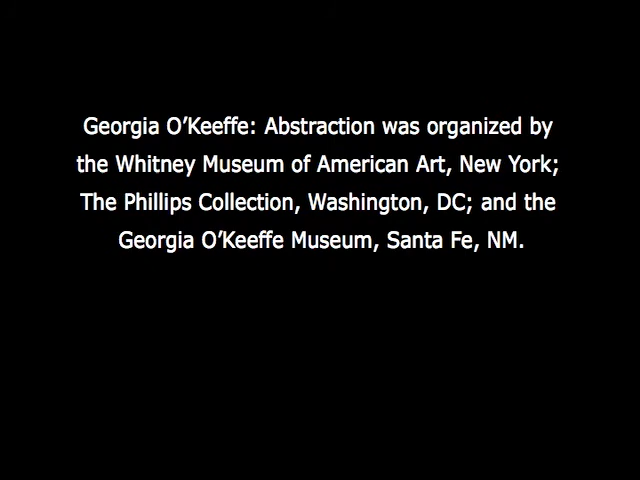 Georgia O’Keeffe: Abstraction was organized by
the Whitney Museum of American Art, New York;
The Phillips Collection, Washington, DC; and the
Georgia O’Keeffe Museum, Santa Fe, NM.